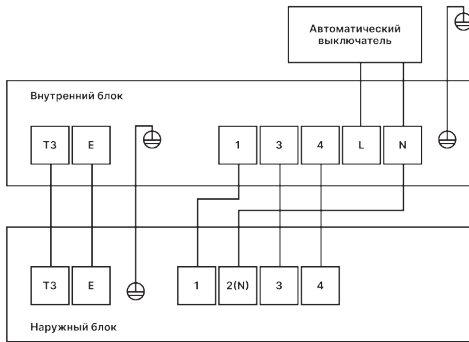 Автоматический
выключатель
Внутренний блок
T3 E 1 3 4 L N
T3 E 1 2(N) 3 4
Наружный блок